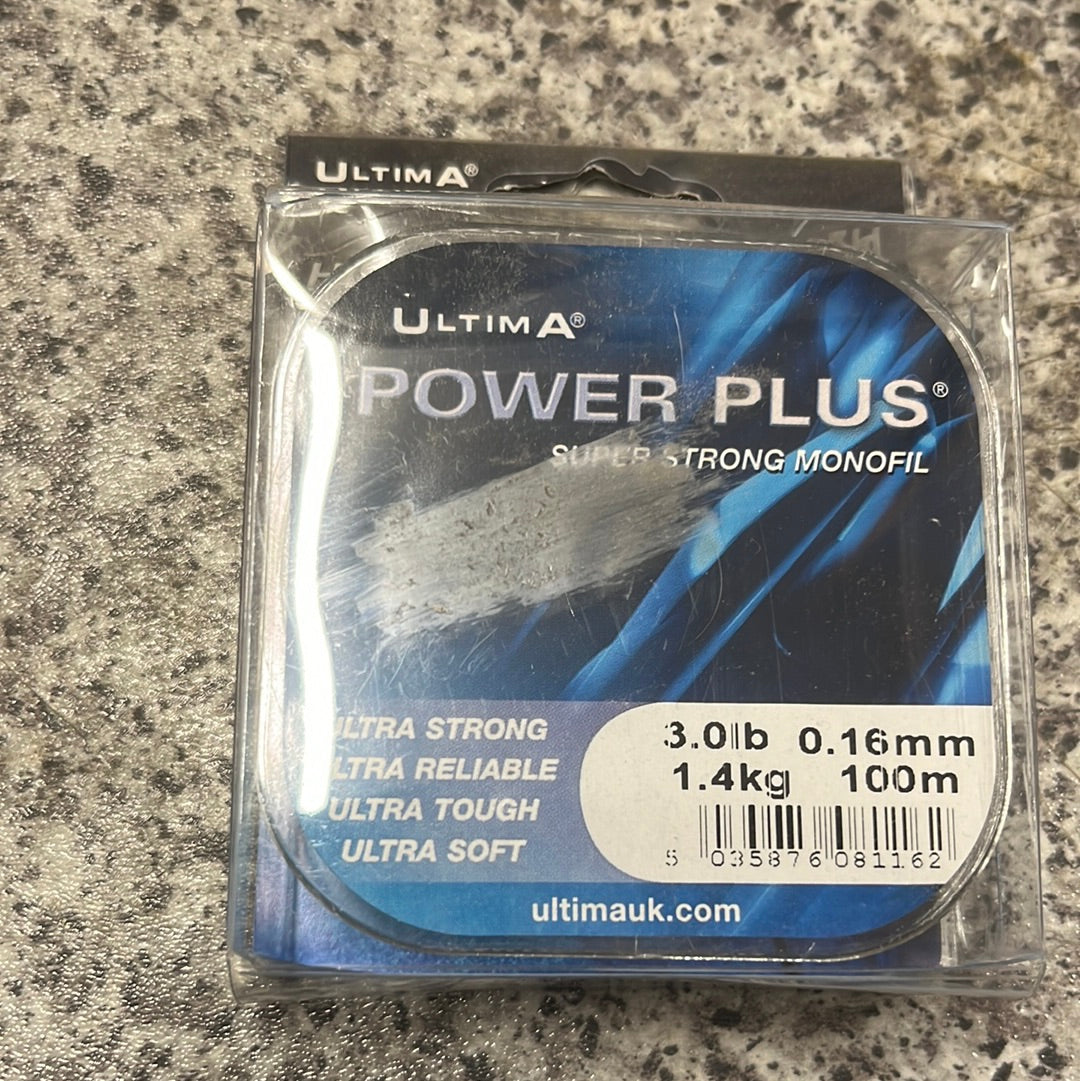 ULTIMA®
ULTIMA®
POWER PLUS®
SUPER STRONG MONOFIL
ULTRA STRONG
ULTRA RELIABLE
ULTRA TOUGH
ULTRA SOFT
3.0lb 0.16mm
1.4kg 100m
5 035876 081162
ultimauk.com